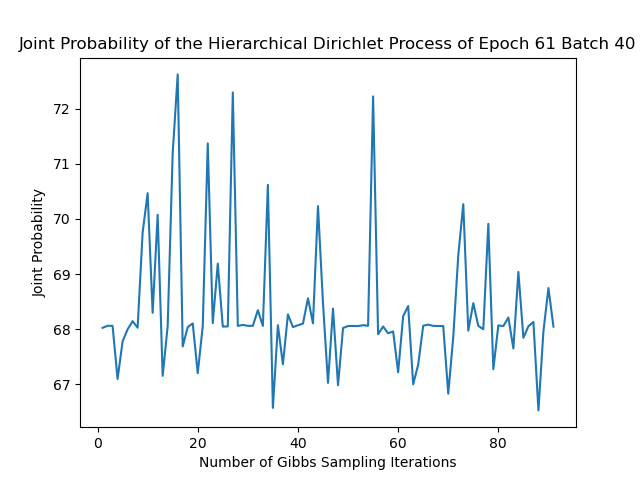 Joint Probability of the Hierarchical Dirichlet Process of Epoch 61 Batch 40
72
71
70
69
68
67
Joint Probability
0 20 40 60 80
Number of Gibbs Sampling Iterations